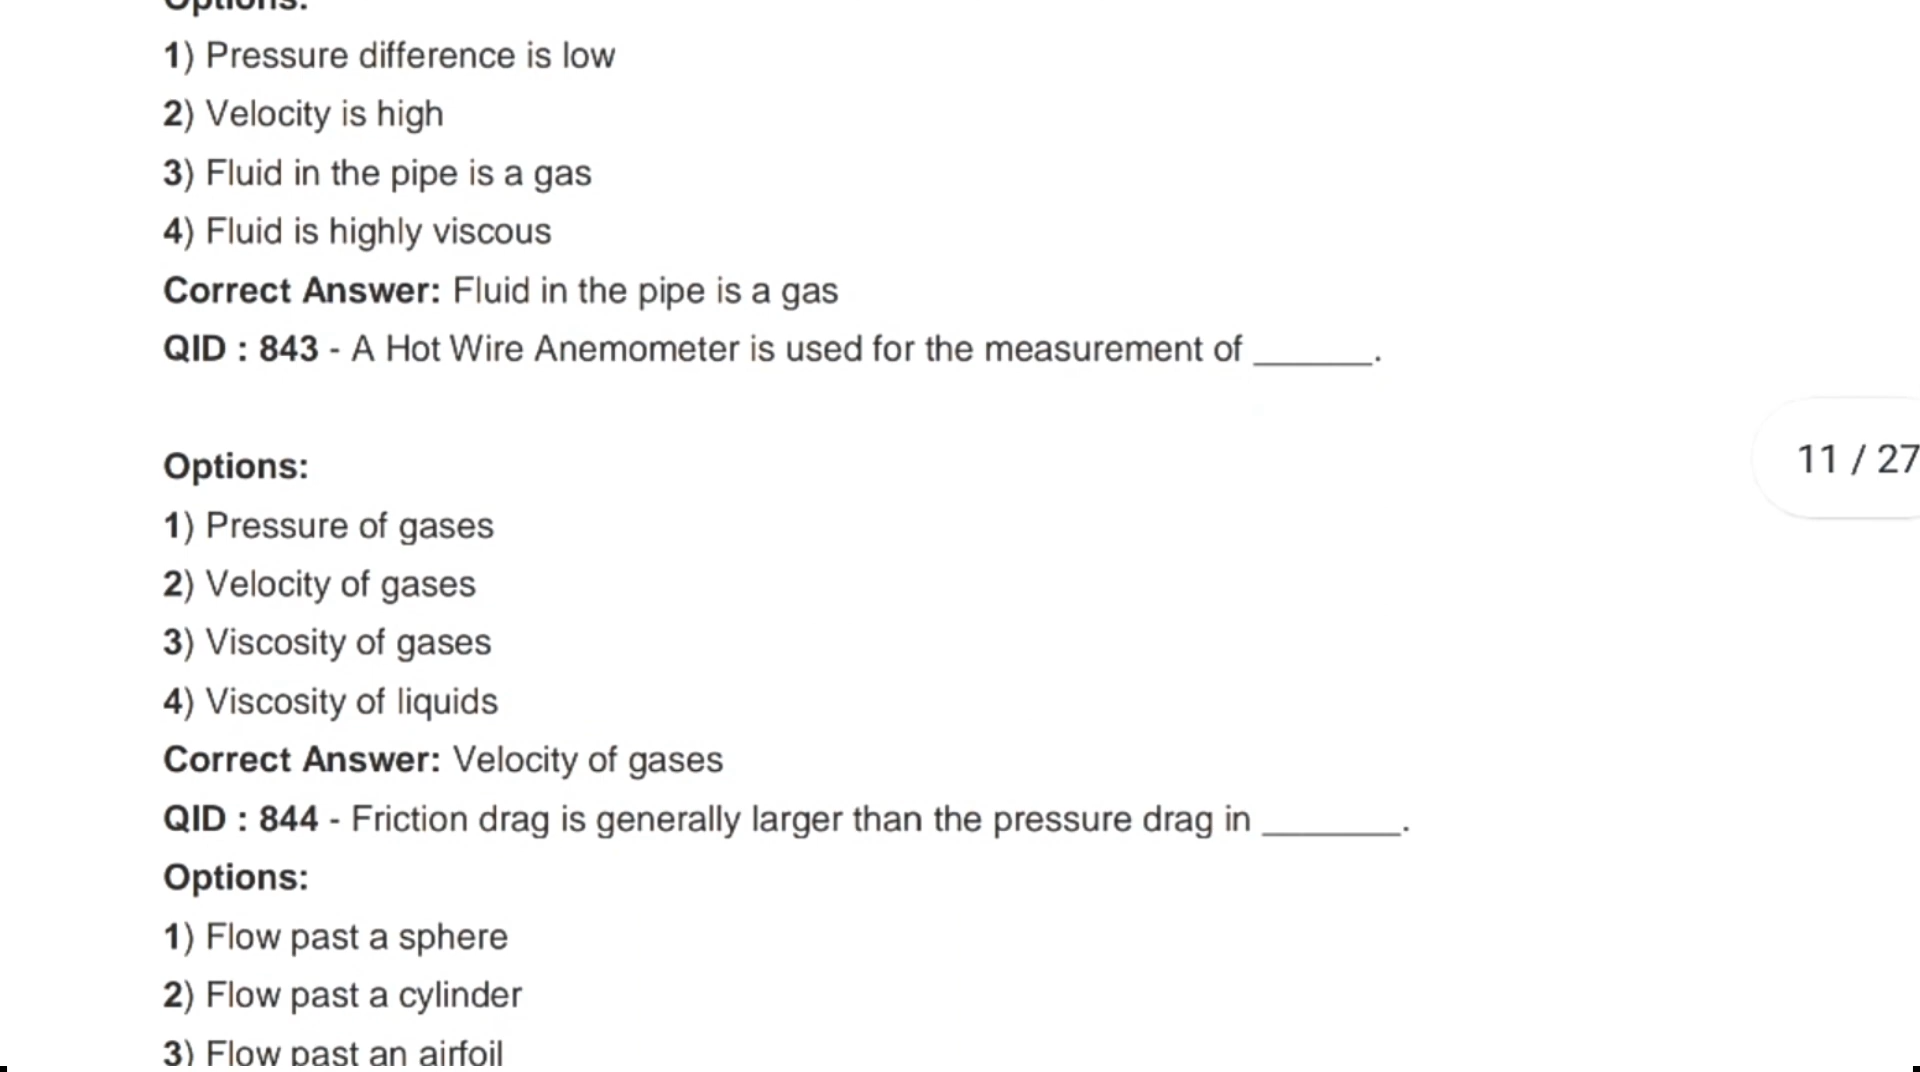 Options:
1) Pressure difference is low
2) Velocity is high
3) Fluid in the pipe is a gas
4) Fluid is highly viscous
Correct Answer: Fluid in the pipe is a gas
QID : 843 - A Hot Wire Anemometer is used for the measurement of ______.
Options:
1) Pressure of gases
2) Velocity of gases
3) Viscosity of gases
4) Viscosity of liquids
Correct Answer: Velocity of gases
QID : 844 - Friction drag is generally larger than the pressure drag in _______.
Options:
1) Flow past a sphere
2) Flow past a cylinder
3) Flow past an airfoil
11 / 27